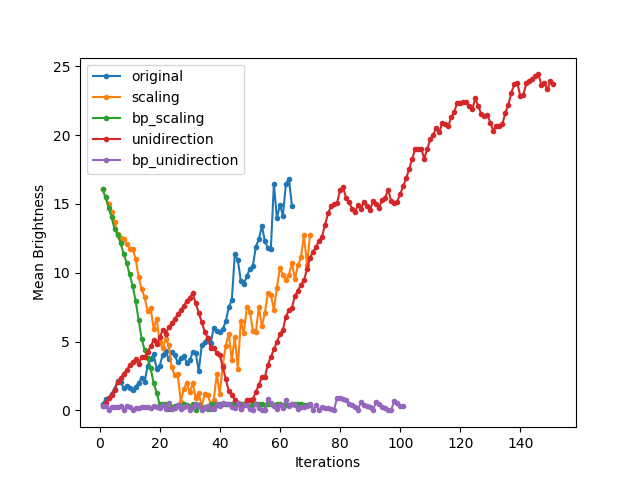 25
20
15
10
5
0
Mean Brightness
original
scaling
bp_scaling
unidirection
bp_unidirection
0 20 40 60 80 100 120 140
Iterations